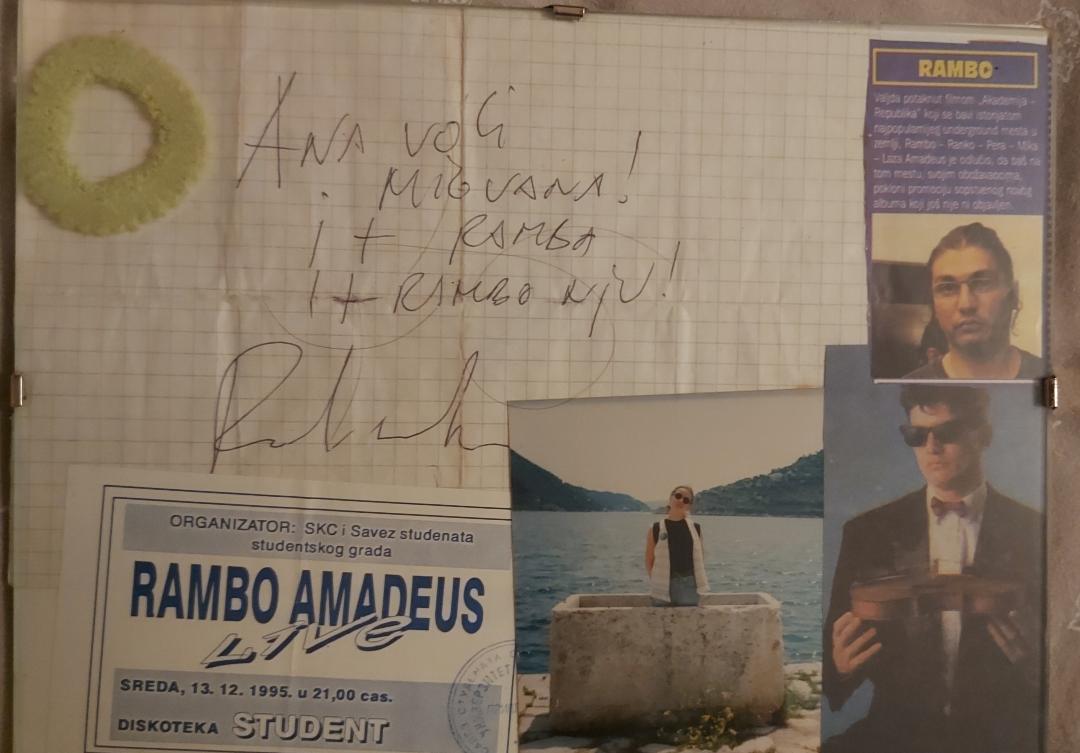 ANA VOLI
MIOVANA!
I + RAMBA
I + RAMBO NJU!
RAMBO
Valjda potaknut filmom „Akademija -
Republika" koji se bavi istorijatom
najpopularnijeg underground mesta u
zemlji, Rambo - Ranko - Pera - Mika
- Laza Amadeus je odlučio, da baš na
tom mestu, svojim obožavaocima,
pokloni promociju sopstvenog novog
albuma koji još nije ni objavljen.
ORGANIZATOR: SKC i Savez studenata
studentskog grada
RAMBO AMADEUS
LIVE
SREDA, 13. 12. 1995. u 21,00 cas.
DISKOTEKA STUDENT